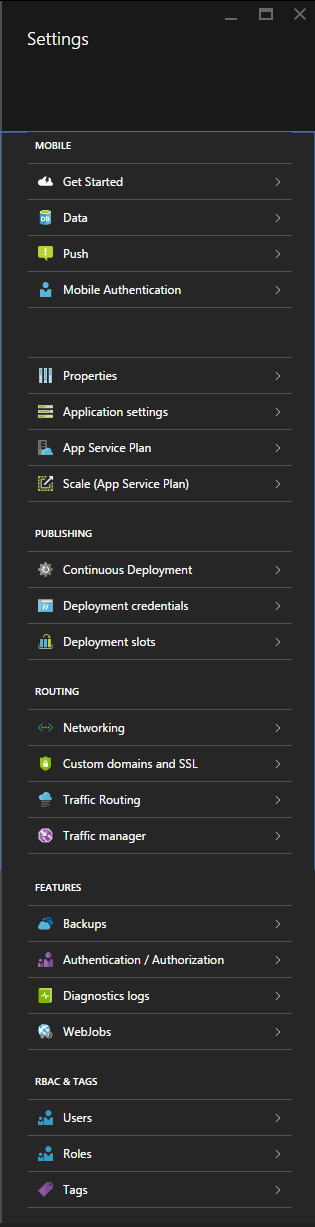 Settings
MOBILE
Get Started
DB
Data
Push
Mobile Authentication
Properties
Application settings
App Service Plan
Scale (App Service Plan)
PUBLISHING
Continuous Deployment
Deployment credentials
Deployment slots
ROUTING
Networking
Custom domains and SSL
Traffic Routing
Traffic manager
FEATURES
Backups
Authentication / Authorization
Diagnostics logs
WebJobs
RBAC & TAGS
Users
Roles
Tags